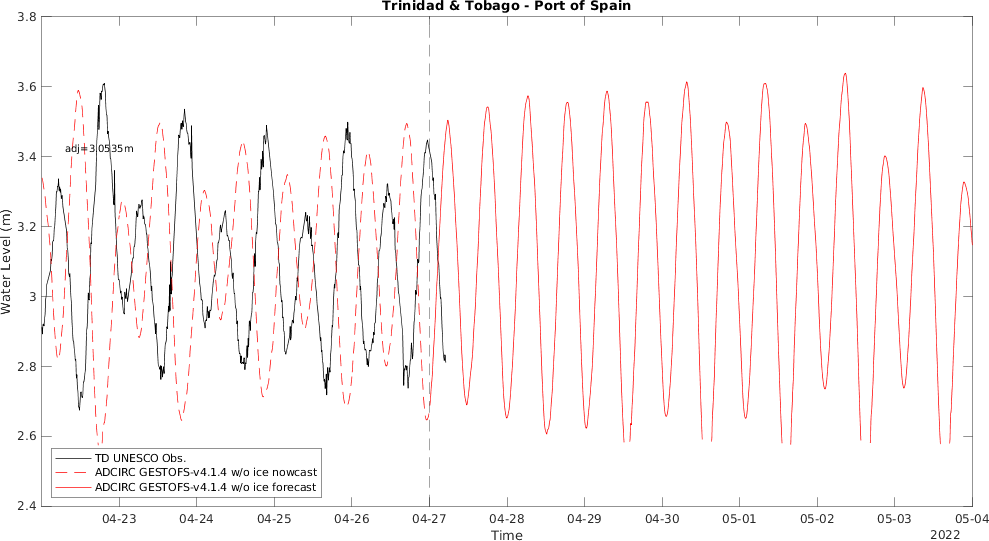 Trinidad & Tobago - Port of Spain
3.8
3.6
3.4
3.2
3
2.8
2.6
2.4
Water Level (m)
adj=3.0535m
TD UNESCO Obs.
ADCIRC GESTOFS-v4.1.4 w/o ice nowcast
ADCIRC GESTOFS-v4.1.4 w/o ice forecast
04-23 04-24 04-25 04-26 04-27 04-28 04-29 04-30 05-01 05-02 05-03 05-04
Time
2022